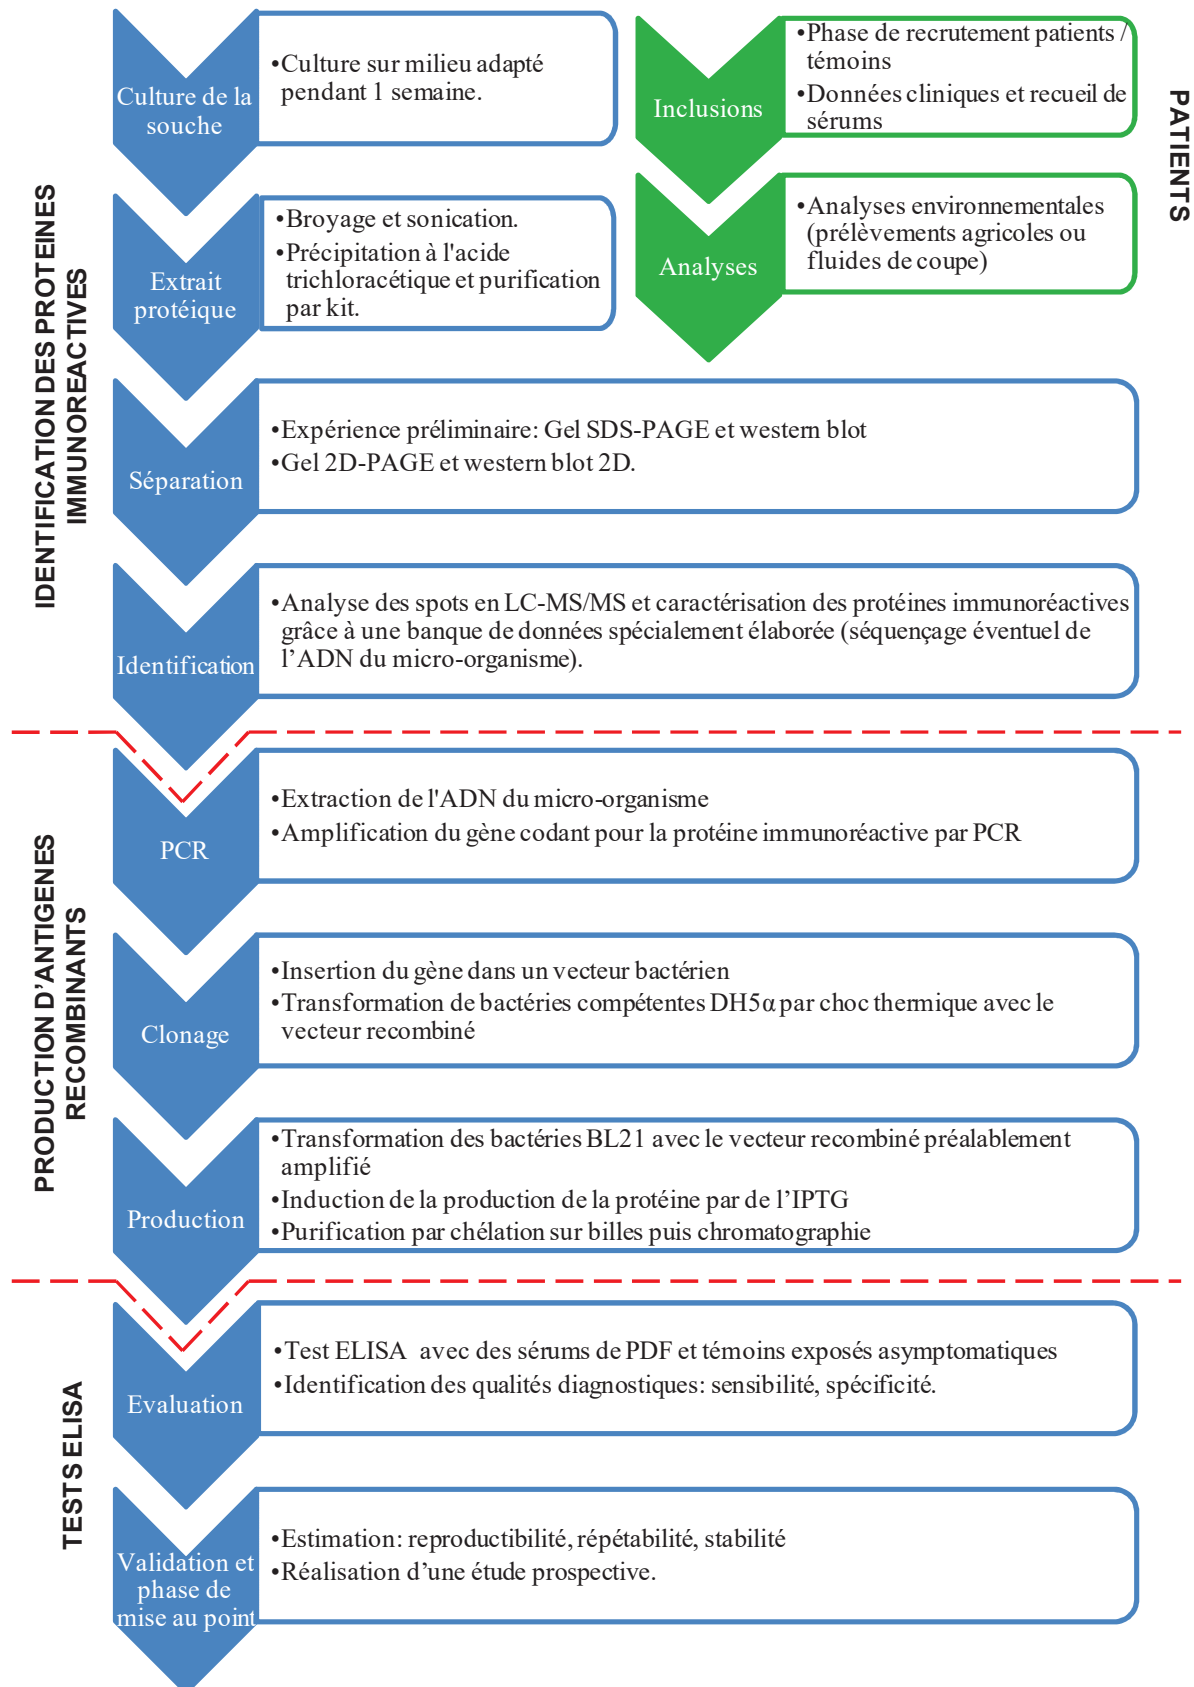 IDENTIFICATION DES PROTEINES
IMMUNOREACTIVES
Culture de la
souche
•Culture sur milieu adapté
pendant 1 semaine.
Extrait
protéique
•Broyage et sonication.
•Précipitation à l'acide
trichloracétique et purification
par kit.
PATIENTS
Inclusions
•Phase de recrutement patients /
témoins
•Données cliniques et recueil de
sérums
Analyses
•Analyses environnementales
(prélèvements agricoles ou
fluides de coupe)
Séparation
•Expérience préliminaire: Gel SDS-PAGE et western blot
•Gel 2D-PAGE et western blot 2D.
Identification
•Analyse des spots en LC-MS/MS et caractérisation des protéines immunoréactives
grâce à une banque de données spécialement élaborée (séquençage éventuel de
l’ADN du micro-organisme).
PRODUCTION D’ANTIGENES
RECOMBINANTS
PCR
•Extraction de l'ADN du micro-organisme
•Amplification du gène codant pour la protéine immunoréactive par PCR
Clonage
•Insertion du gène dans un vecteur bactérien
•Transformation de bactéries compétentes DH5α par choc thermique avec le
vecteur recombiné
Production
•Transformation des bactéries BL21 avec le vecteur recombiné préalablement
amplifié
•Induction de la production de la protéine par de l’IPTG
•Purification par chélation sur billes puis chromatographie
TESTS ELISA
Evaluation
•Test ELISA avec des sérums de PDF et témoins exposés asymptomatiques
•Identification des qualités diagnostiques: sensibilité, spécificité.
Validation et
phase de
mise au point
•Estimation: reproductibilité, répétabilité, stabilité
•Réalisation d’une étude prospective.